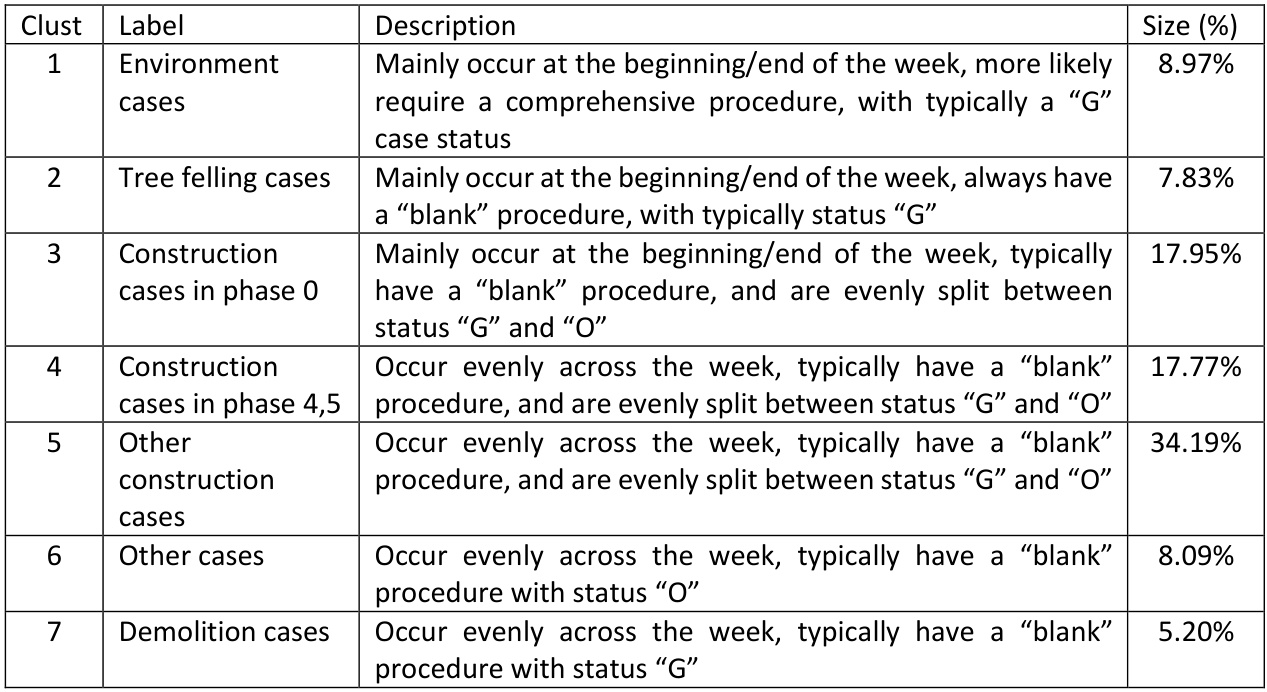 Clust Label Description Size (%)
1 Environment cases Mainly occur at the beginning/end of the week, more likely 8.97%
require a comprehensive procedure, with typically a “G”
case status
2 Tree felling cases Mainly occur at the beginning/end of the week, always have 7.83%
a “blank” procedure, with typically status “G”
3 Construction Mainly occur at the beginning/end of the week, typically 17.95%
cases in phase 0 have a “blank” procedure, and are evenly split between
status “G” and “O”
4 Construction Occur evenly across the week, typically have a “blank” 17.77%
cases in phase 4,5 procedure, and are evenly split between status “G” and “O”
5 Other Occur evenly across the week, typically have a “blank” 34.19%
construction procedure, and are evenly split between status “G” and “O”
cases
6 Other cases Occur evenly across the week, typically have a “blank” 8.09%
procedure with status “O”
7 Demolition cases Occur evenly across the week, typically have a “blank” 5.20%
procedure with status “G”